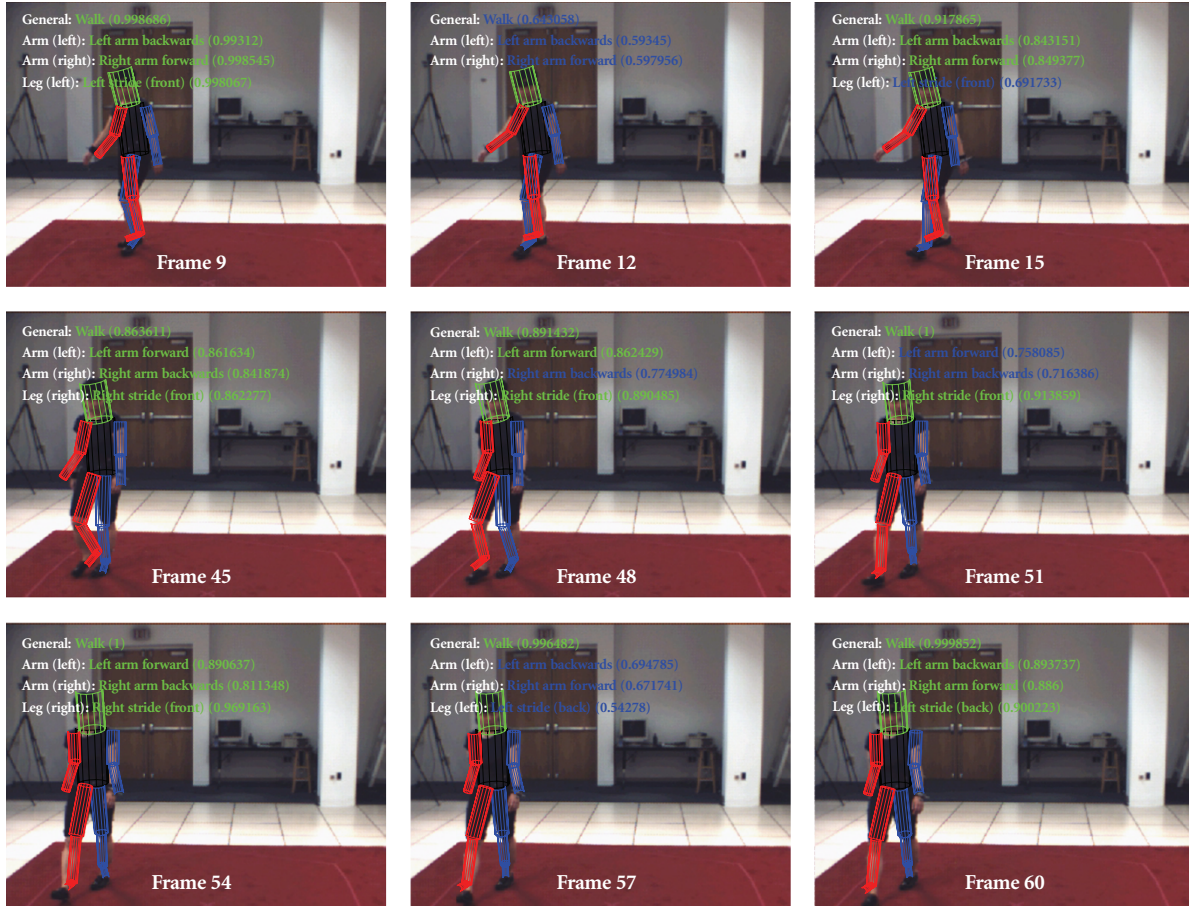 General: Walk (0.998686)
Arm (left): Left arm backwards (0.99312)
Arm (right): Right arm forward (0.998545)
Leg (left): Left stride (front) (0.998067)
Frame 9
General: Walk
Arm (left): Left arm backwards (0.59345)
Arm (right): Right arm forward (0.597956)
Frame 12
General: Walk (0.917865)
Arm (left): Left arm backwards (0.843151)
Arm (right): Right arm forward (0.849377)
Leg (left): Left stride (front) (0.691733)
Frame 15
General: Walk (0.863611)
Arm (left): Left arm forward (0.861634)
Arm (right): Right arm backwards (0.841874)
Leg (right): Right stride (front) (0.862277)
Frame 45
General: Walk (0.891432)
Arm (left): Left arm forward (0.862429)
Arm (right): Right arm backwards (0.774984)
Leg (right): Right stride (front) (0.890485)
Frame 48
General: Walk (1)
Arm (left): Left arm forward (0.758085)
Arm (right): Right arm backwards (0.716386)
Leg (right): Right stride (front) (0.913859)
Frame 51
General: Walk (1)
Arm (left): Left arm forward (0.890637)
Arm (right): Right arm backwards (0.811348)
Leg (right): Right stride (front) (0.969163)
Frame 54
General: Walk (0.996482)
Arm (left): Left arm backwards (0.694785)
Arm (right): Right arm forward (0.671741)
Leg (left): Left stride (back) (0.54278)
Frame 57
General: Walk (0.999852)
Arm (left): Left arm backwards (0.893737)
Arm (right): Right arm forward (0.886)
Leg (left): Left stride (back) (0.900223)
Frame 60